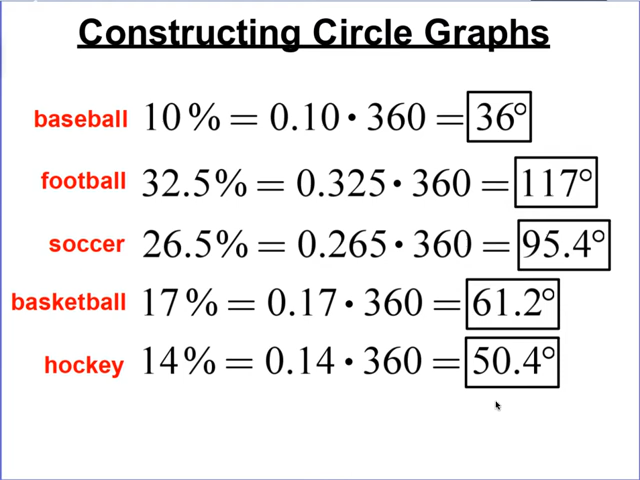 Constructing Circle Graphs
baseball 10% = 0.10 · 360 = 36°
football 32.5% = 0.325 · 360 = 117°
soccer 26.5% = 0.265 · 360 = 95.4°
basketball 17% = 0.17 · 360 = 61.2°
hockey 14% = 0.14 · 360 = 50.4°